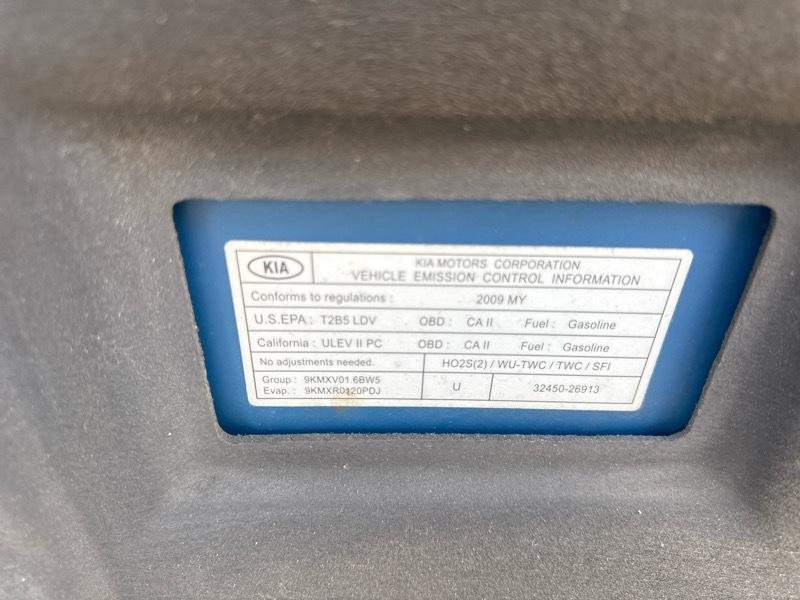 KIA
KIA MOTORS CORPORATION
VEHICLE EMISSION CONTROL INFORMATION
Conforms to regulations : 2009 MY
U.S.EPA : T2B5 LDV OBD : CA II Fuel : Gasoline
California : ULEV II PC OBD : CA II Fuel : Gasoline
No adjustments needed. HO2S(2) / WU-TWC / TWC / SFI
Group : 9KMXV01.6BW5
Evap. : 9KMXR0120PDJ
U
32450-26913